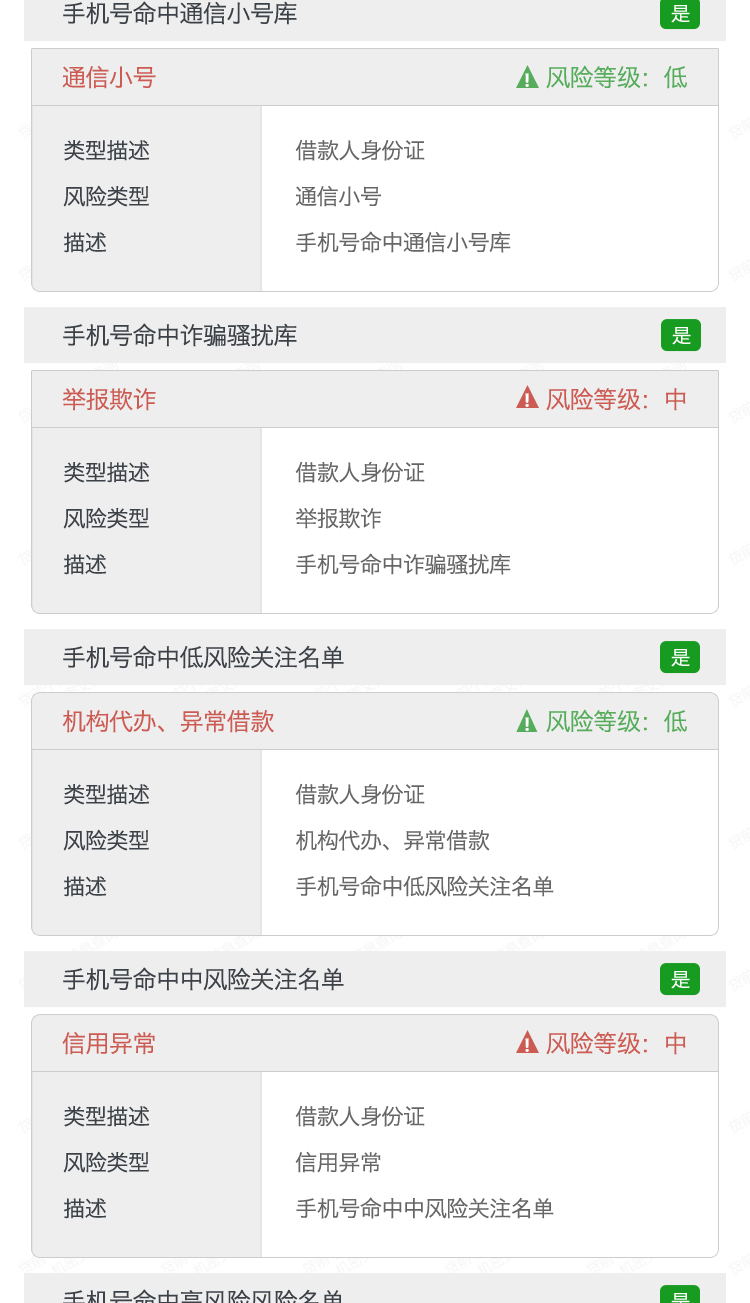 手机号命中通信小号库 是
通信小号 风险等级：低
类型描述 借款人身份证
风险类型 通信小号
描述 手机号命中通信小号库
手机号命中诈骗骚扰库 是
举报欺诈 风险等级：中
类型描述 借款人身份证
风险类型 举报欺诈
描述 手机号命中诈骗骚扰库
手机号命中低风险关注名单 是
机构代办、异常借款 风险等级：低
类型描述 借款人身份证
风险类型 机构代办、异常借款
描述 手机号命中低风险关注名单
手机号命中中风险关注名单 是
信用异常 风险等级：中
类型描述 借款人身份证
风险类型 信用异常
描述 手机号命中中风险关注名单
手机号命中高风险风险名单 是